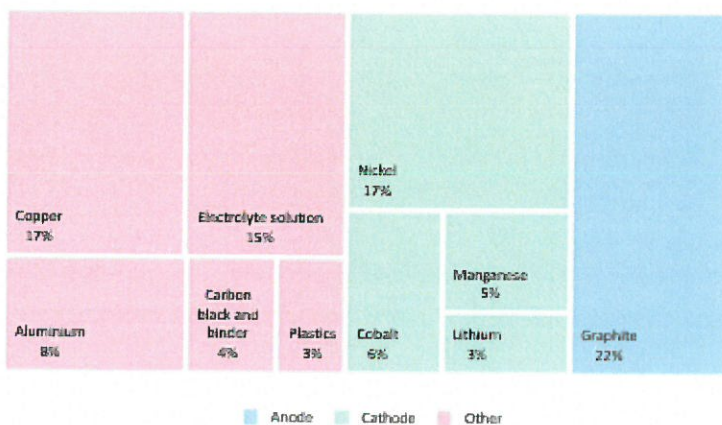 Copper
17%
Electrolyte solution
15%
Aluminium
8%
Carbon
black and
binder
4%
Plastics
3%
Nickel
17%
Cobalt
6%
Manganese
5%
Lithium
3%
Graphite
22%
Anode
Cathode
Other